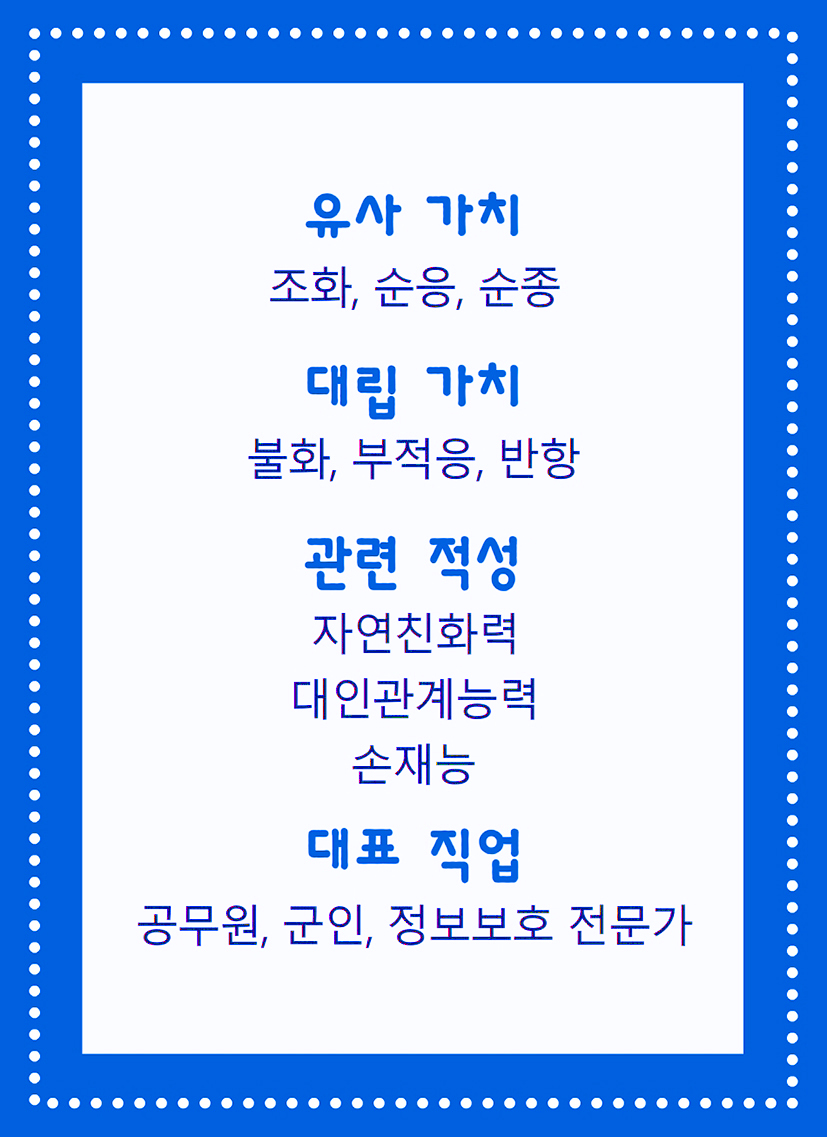 유사 가치
조화, 순응, 순종
대립 가치
불화, 부적응, 반항
관련 적성
자연친화력
대인관계능력
손재능
대표 직업
공무원, 군인, 정보보호 전문가